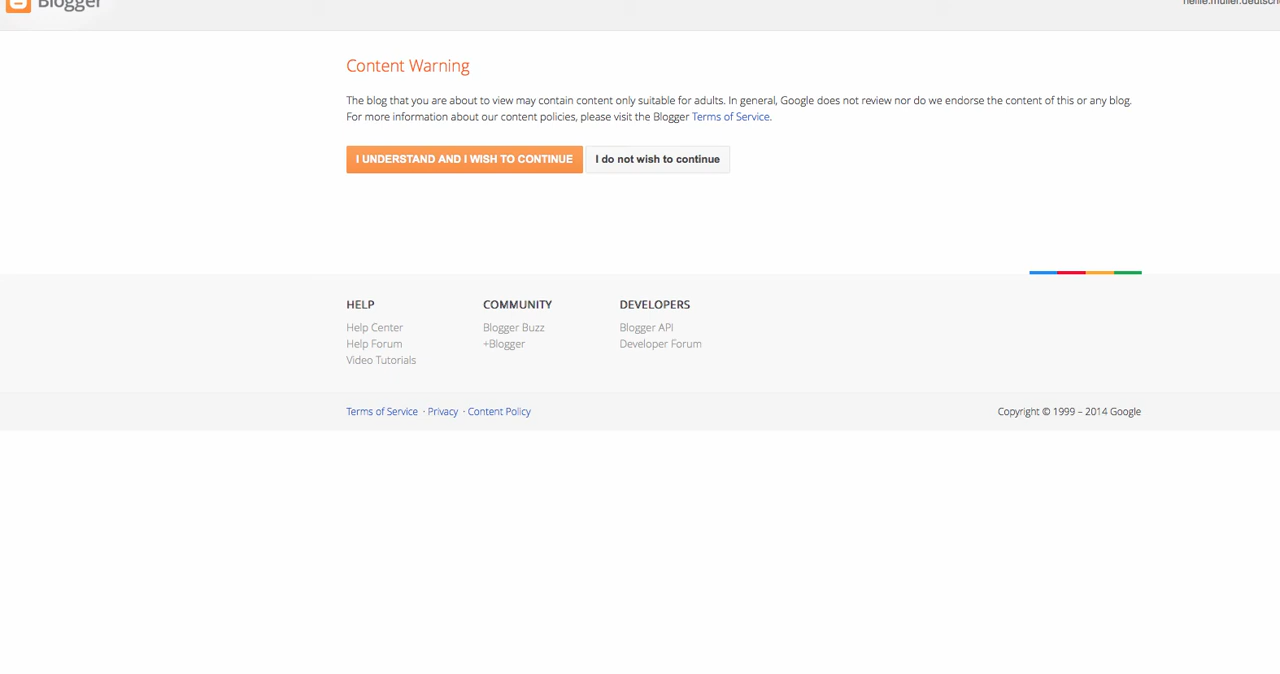 Blogger
Content Warning
The blog that you are about to view may contain content only suitable for adults. In general, Google does not review nor do we endorse the content of this or any blog.
For more information about our content policies, please visit the Blogger Terms of Service.
I UNDERSTAND AND I WISH TO CONTINUE I do not wish to continue
HELP COMMUNITY DEVELOPERS
Help Center Blogger Buzz Blogger API
Help Forum +Blogger Developer Forum
Video Tutorials
Terms of Service · Privacy · Content Policy Copyright © 1999 – 2014 Google